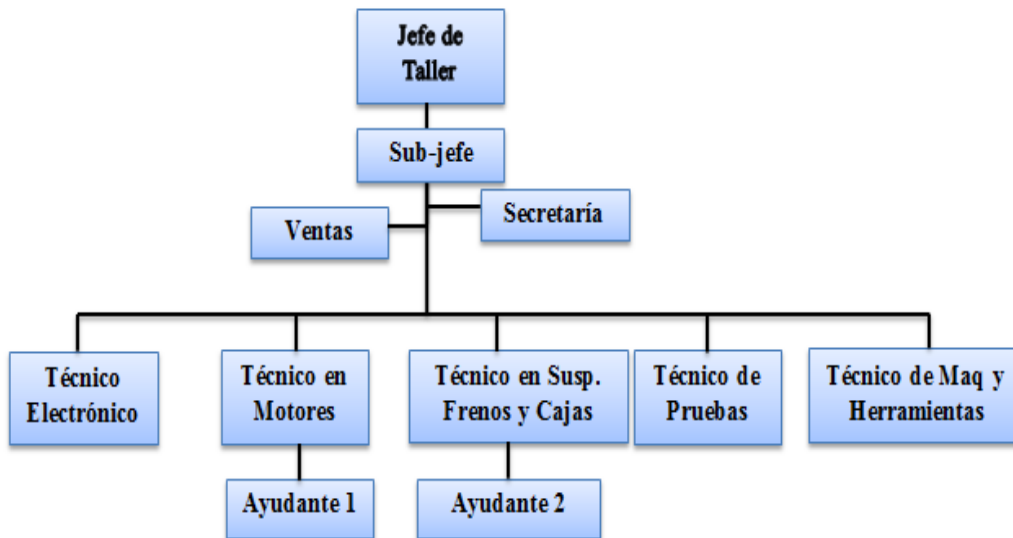 Jefe de
Taller
Sub-jefe
Secretaría
Ventas
Técnico
Electrónico
Técnico en
Motores
Técnico en Susp.
Frenos y Cajas
Técnico de
Pruebas
Técnico de Maq y
Herramientas
Ayudante 1
Ayudante 2